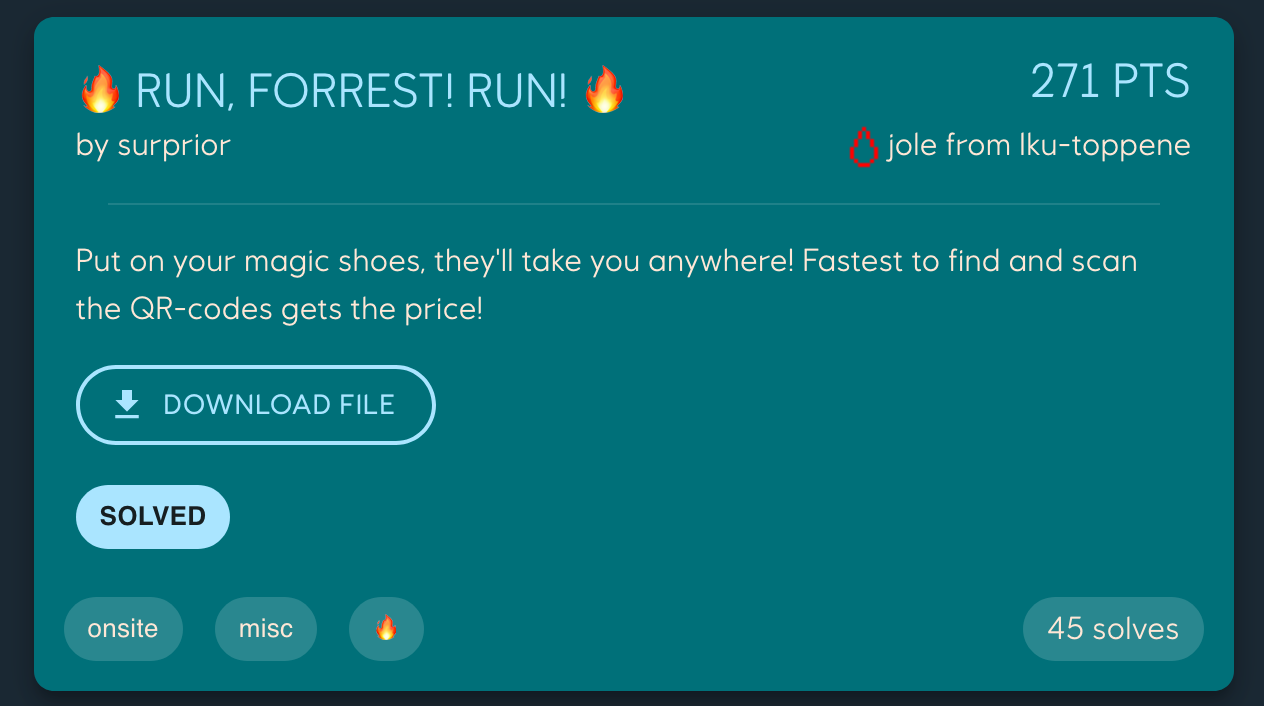 🔥 RUN, FORREST! RUN! 🔥
271 PTS
by surprior
jole from lku-toppene
Put on your magic shoes, they'll take you anywhere! Fastest to find and scan
the QR-codes gets the price!
DOWNLOAD FILE
SOLVED
onsite
misc
🔥
45 solves